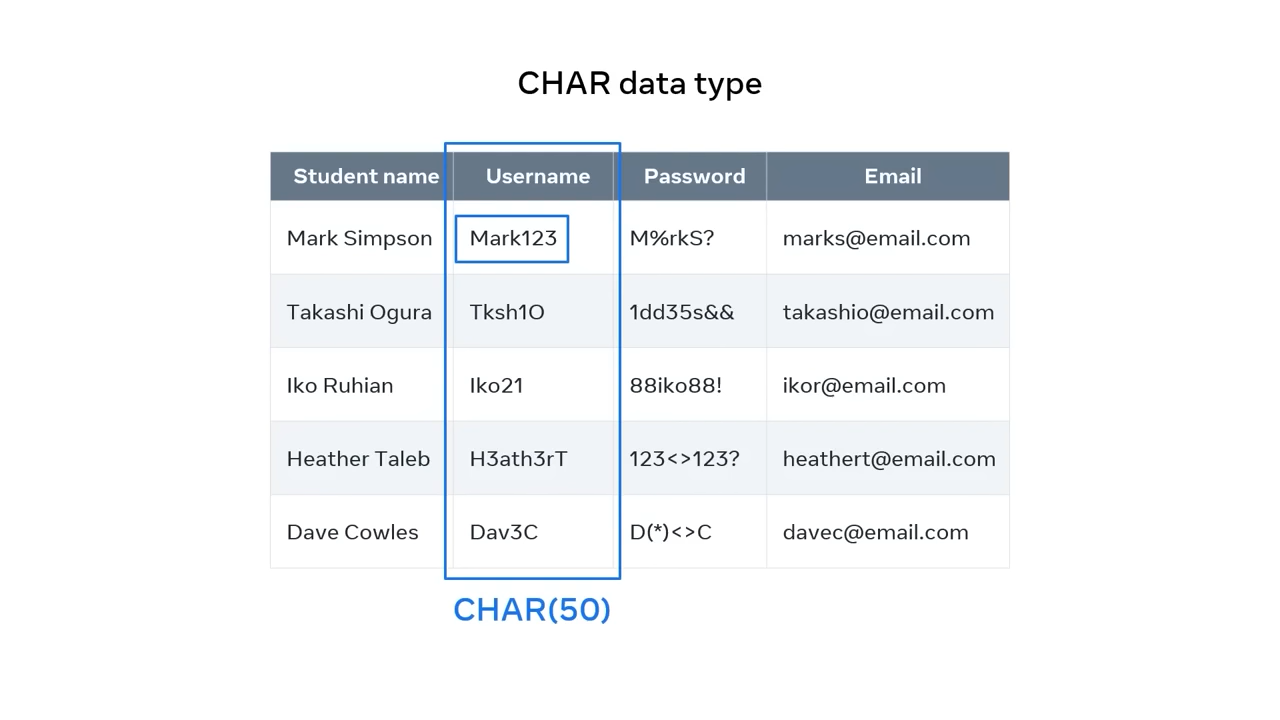 CHAR data type
Student name Username Password Email
Mark Simpson Mark123 M%rkS? marks@email.com
Takashi Ogura Tksh1O 1dd35s&& takashio@email.com
Iko Ruhian Iko21 88iko88! ikor@email.com
Heather Taleb H3ath3rT 123<>123? heathert@email.com
Dave Cowles Dav3C D(*)<>C davec@email.com
CHAR(50)